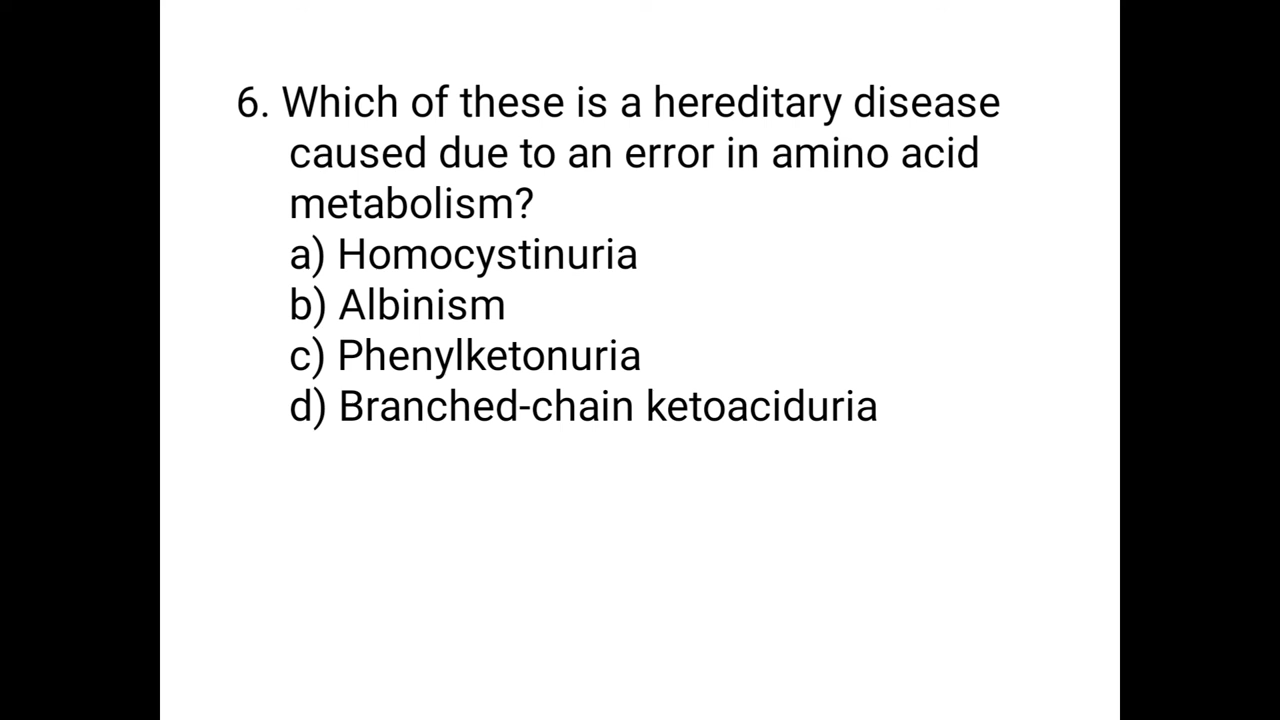 6. Which of these is a hereditary disease
caused due to an error in amino acid
metabolism?
a) Homocystinuria
b) Albinism
c) Phenylketonuria
d) Branched-chain ketoaciduria